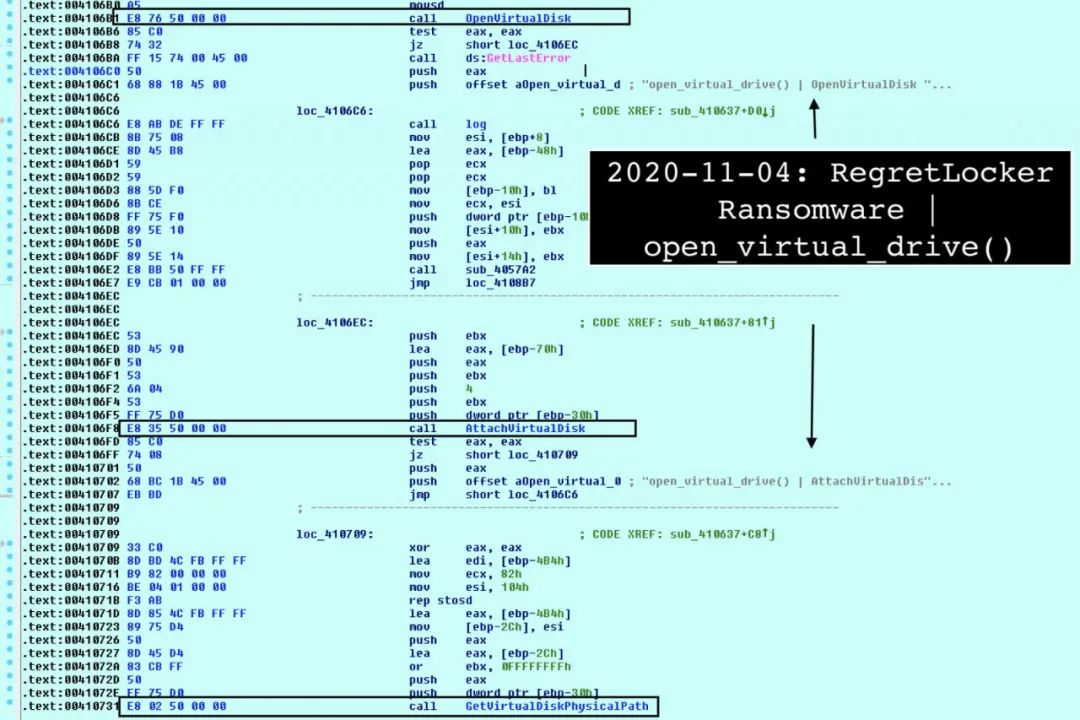 .text:004106B0 A5 movsd
.text:004106B1 E8 76 50 00 00 call OpenVirtualDisk
.text:004106B6 85 C0 test eax, eax
.text:004106B8 74 32 jz short loc_4106EC
.text:004106BA FF 15 74 00 45 00 call ds:GetLastError
.text:004106C0 50 push eax
.text:004106C1 68 88 1B 45 00 push offset aOpen_virtual_d ; "open_virtual_drive() | OpenVirtualDisk "...
.text:004106C6
.text:004106C6 loc_4106C6: ; CODE XREF: sub_410637+D0↓j
.text:004106C6 E8 AB DE FF FF call log
.text:004106CB 8B 75 08 mov esi, [ebp+8]
.text:004106CE 8D 45 B8 lea eax, [ebp-48h]
.text:004106D1 59 pop ecx
.text:004106D2 59 pop ecx
.text:004106D3 88 5D F0 mov [ebp-10h], bl
.text:004106D6 8B CE mov ecx, esi
.text:004106D8 FF 75 F0 push dword ptr [ebp-10
.text:004106DB 89 5E 10 mov [esi+10h], ebx
.text:004106DE 50 push eax
.text:004106DF 89 5E 14 mov [esi+14h], ebx
.text:004106E2 E8 BB 50 FF FF call sub_4057A2
.text:004106E7 E9 CB 01 00 00 jmp loc_4108B7
2020-11-04: RegretLocker
Ransomware |
open_virtual_drive()
.text:004106EC ; ---------------------------------------------------------------------------
.text:004106EC
.text:004106EC loc_4106EC: ; CODE XREF: sub_410637+81↑j
.text:004106EC 53 push ebx
.text:004106ED 8D 45 90 lea eax, [ebp-70h]
.text:004106F0 50 push eax
.text:004106F1 53 push ebx
.text:004106F2 6A 04 push 4
.text:004106F4 53 push ebx
.text:004106F5 FF 75 D0 push dword ptr [ebp-30h]
.text:004106F8 E8 35 50 00 00 call AttachVirtualDisk
.text:004106FD 85 C0 test eax, eax
.text:004106FF 74 08 jz short loc_410709
.text:00410701 50 push eax
.text:00410702 68 BC 1B 45 00 push offset aOpen_virtual_0 ; "open_virtual_drive() | AttachVirtualDis"...
.text:00410707 EB BD jmp short loc_4106C6
.text:00410709 ; ---------------------------------------------------------------------------
.text:00410709
.text:00410709 loc_410709: ; CODE XREF: sub_410637+C8↑j
.text:00410709 33 C0 xor eax, eax
.text:0041070B 8D BD 4C FB FF FF lea edi, [ebp-4B4h]
.text:00410711 B9 82 00 00 00 mov ecx, 82h
.text:00410716 BE 04 01 00 00 mov esi, 104h
.text:0041071B F3 AB rep stosd
.text:0041071D 8D 85 4C FB FF FF lea eax, [ebp-4B4h]
.text:00410723 89 75 D4 mov [ebp-2Ch], esi
.text:00410726 50 push eax
.text:00410727 8D 45 D4 lea eax, [ebp-2Ch]
.text:0041072A 83 CB FF or ebx, 0FFFFFFFFh
.text:0041072D 50 push eax
.text:0041072E FF 75 D0 push dword ptr [ebp-30h]
.text:00410731 E8 02 50 00 00 call GetVirtualDiskPhysicalPath